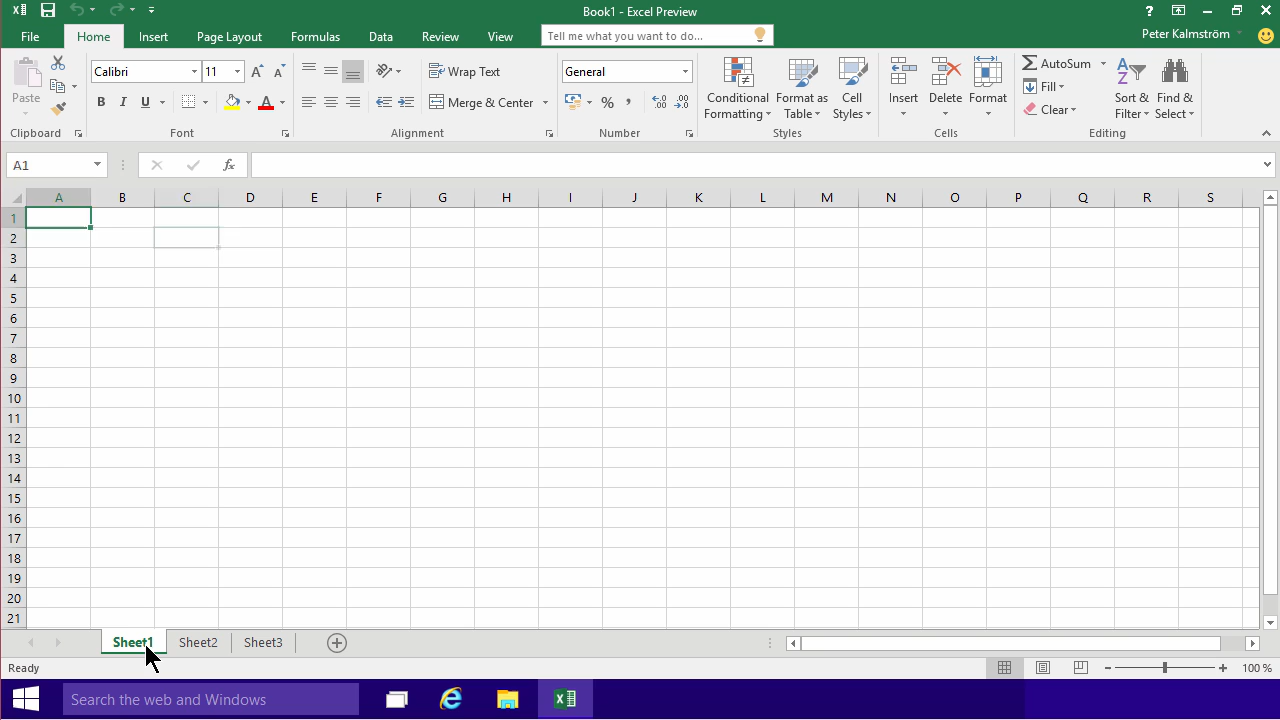 Book1 - Excel Preview
?
File Home Insert Page Layout Formulas Data Review View Tell me what you want to do... Peter Kalmström
Paste
Clipboard
Calibri 11 A A
B I U A
Font
Wrap Text
Merge & Center
Alignment
General
% ,
Number
Conditional Formatting
Format as Table
Cell Styles
Styles
Insert Delete Format
Cells
AutoSum
Fill
Clear
Sort & Filter
Find & Select
Editing
A1 fx
A B C D E F G H I J K L M N O P Q R S
1
2
3
4
5
6
7
8
9
10
11
12
13
14
15
16
17
18
19
20
21
Sheet1 Sheet2 Sheet3
Ready 100 %
Search the web and Windows